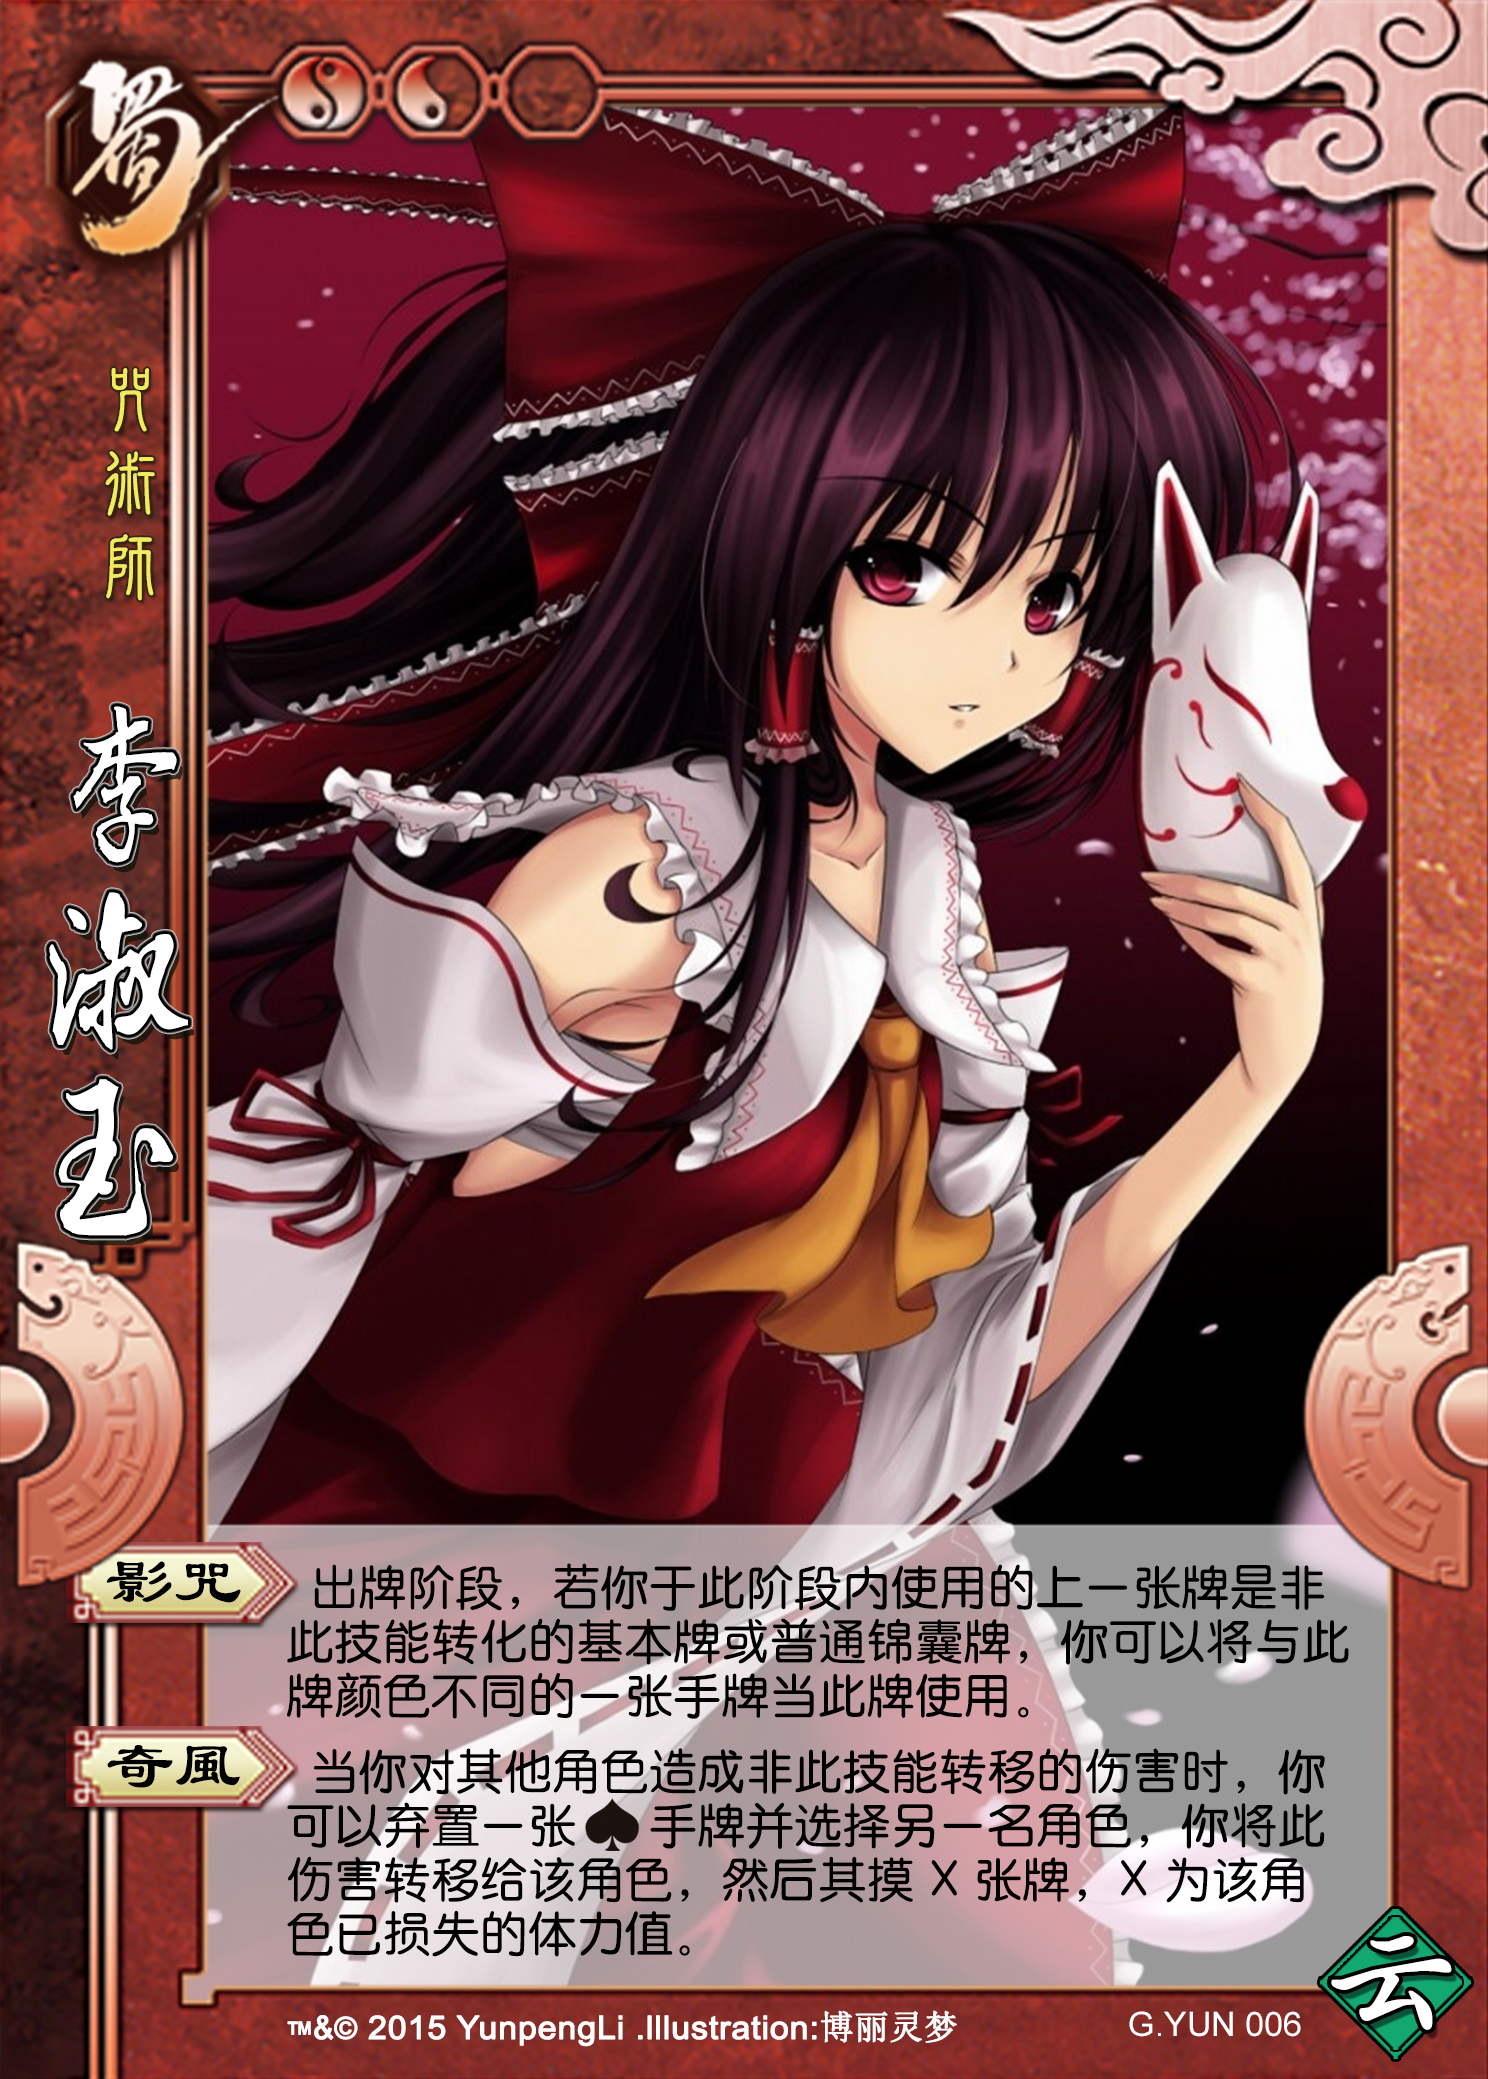 蜀
咒術師
李淑玉
影咒
出牌阶段，若你于此阶段内使用的上一张牌是非
此技能转化的基本牌或普通锦囊牌，你可以将与此
牌颜色不同的一张手牌当此牌使用。
奇風
当你对其他角色造成非此技能转移的伤害时，你
可以弃置一张♠手牌并选择另一名角色，你将此
伤害转移给该角色，然后其摸 X 张牌，X 为该角
色已损失的体力值。
™&© 2015 YunpengLi .Illustration:博丽灵梦
G.YUN 006
云